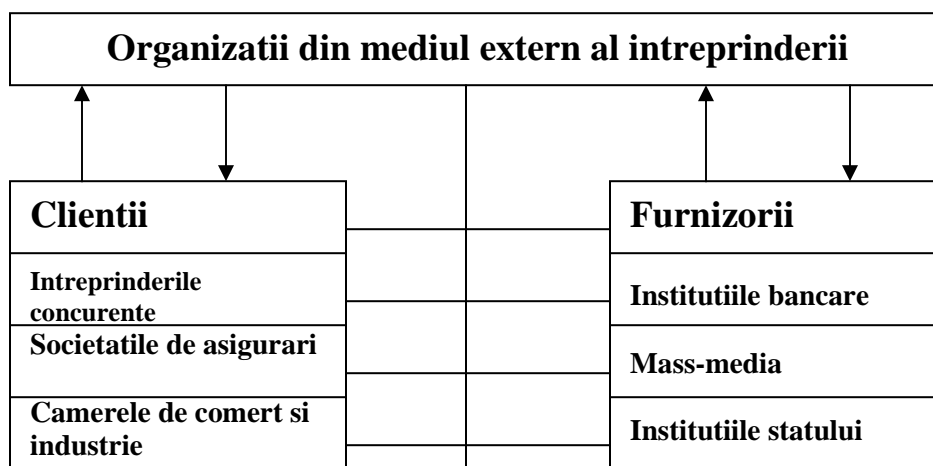 Organizatii din mediul extern al intreprinderii
Clientii
Intreprinderile
concurente
Societatile de asigurari
Camerele de comert si
industrie
Furnizorii
Institutiile bancare
Mass-media
Institutiile statului